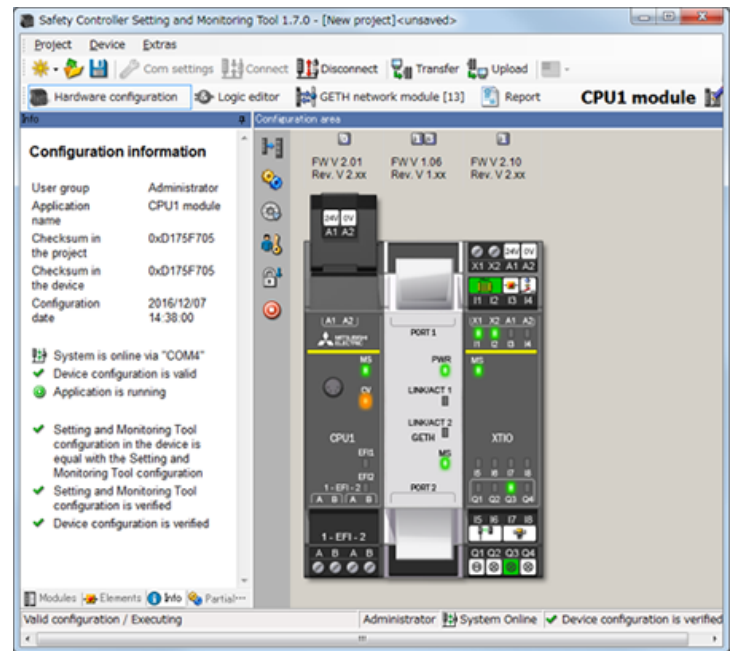 Safety Controller Setting and Monitoring Tool 1.7.0 - [New project]<unsaved>
Project Device Extras
Com settings Connect Disconnect Transfer Upload
Hardware configuration Logic editor GETH network module [13] Report CPU1 module
Info Configuration area
Configuration information
User group Administrator
Application name CPU1 module
Checksum in the project 0xD175F705
Checksum in the device 0xD175F705
Configuration date 2016/12/07 14:38:00
System is online via "COM4"
Device configuration is valid
Application is running
Setting and Monitoring Tool
configuration in the device is
equal with the Setting and
Monitoring Tool configuration
Setting and Monitoring Tool
configuration is verified
Device configuration is verified
FW V 2.01 FW V 1.06 FW V 2.10
Rev. V 2.xx Rev. V 1.xx Rev. V 2.xx
24V 0V
A1 A2
24V 0V
X1 X2 A1 A2
I1 I2 I3 I4
A1 A2
MITSUBISHI ELECTRIC
MS
CV
CPU1
EFI1
EFI2
1 - EFI - 2
A B A B
1 - EFI - 2
A B A B
PORT 1
PWR
LINK/ACT 1
LINK/ACT 2
GETH
MS
PORT 2
X1 X2 A1 A2
I1 I2 I3 I4
MS
XTIO
I5 I6 I7 I8
Q1 Q2 Q3 Q4
I5 I6 I7 I8
Q1 Q2 Q3 Q4
Modules Elements Info Partial...
Valid configuration / Executing Administrator System Online Device configuration is verified